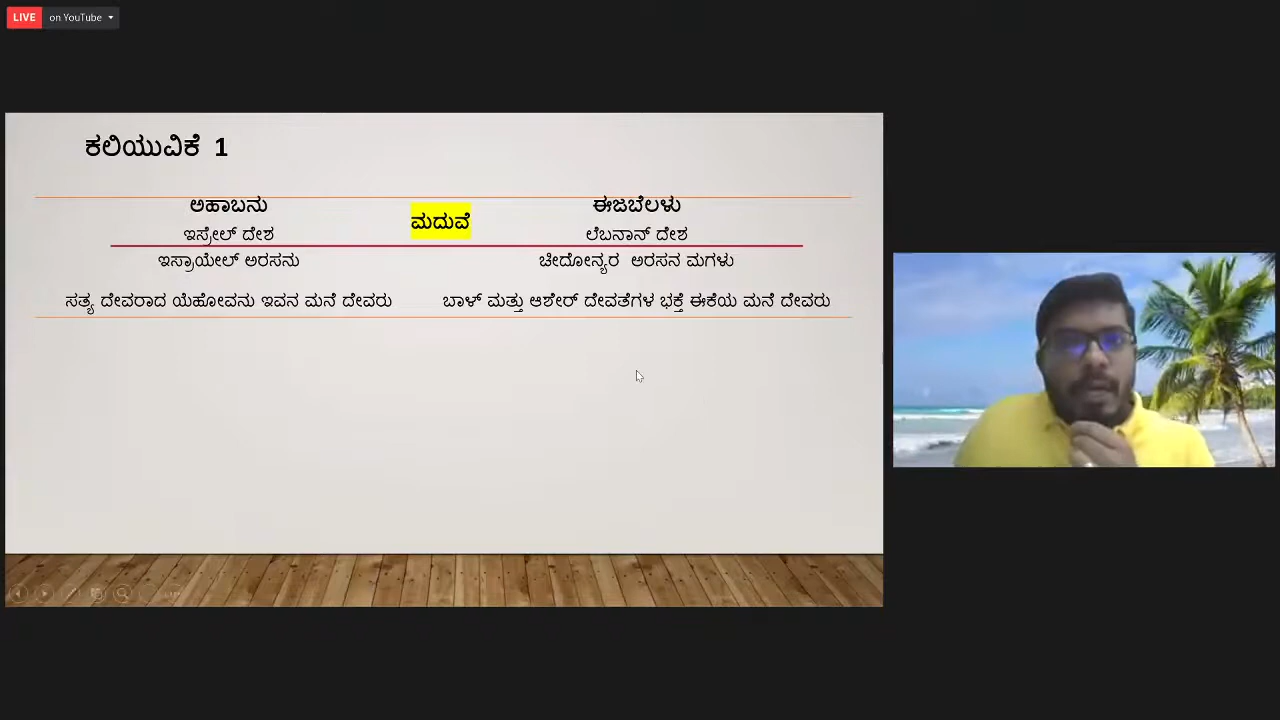 LIVE on YouTube
ಕಲಿಯುವಿಕೆ 1
ಅಹಾಬನು
ಈಜಬೆಲಳು
ಮದುವೆ
ಇಸ್ರೇಲ್ ದೇಶ
ಲೆಬನಾನ್ ದೇಶ
ಇಸ್ರಾಯೇಲ್ ಅರಸನು
ಚೀದೋನ್ಯರ ಅರಸನ ಮಗಳು
ಸತ್ಯ ದೇವರಾದ ಯೆಹೋವನು ಇವನ ಮನೆ ದೇವರು
ಬಾಳ್ ಮತ್ತು ಆಶೇರ್ ದೇವತೆಗಳ ಭಕ್ತೆ ಈಕೆಯ ಮನೆ ದೇವರು